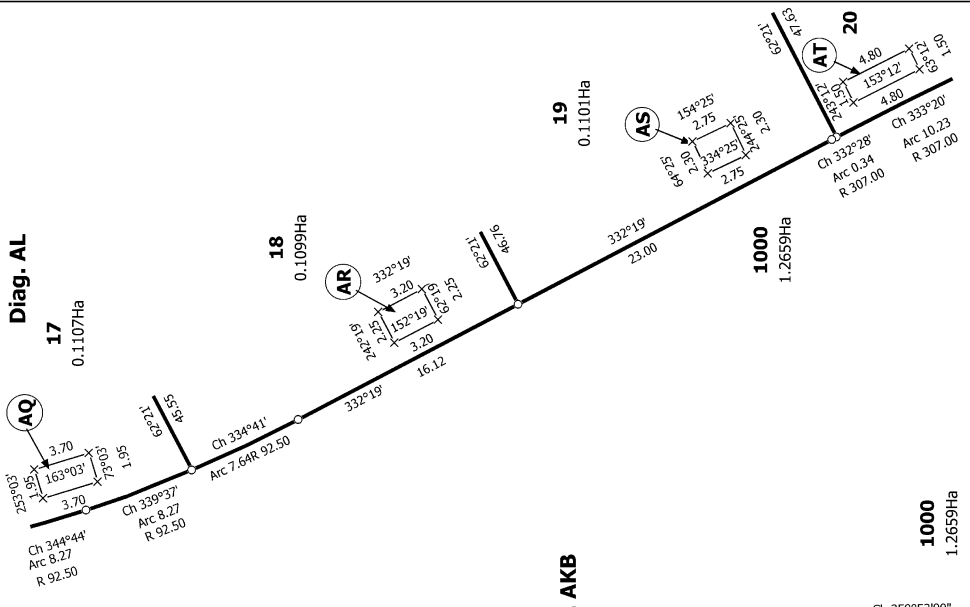 Diag. AL
17
0.1107Ha
AQ
253°03'
1.95
3.70
163°03'
3.70
73°03'
1.95
Ch 344°44'
Arc 8.27
R 92.50
Ch 339°37'
Arc 8.27
R 92.50
62°21'
45.55
Ch 334°41'
Arc 7.64R 92.50
18
0.1099Ha
AR
332°19'
3.20
242°19'
2.25
152°19'
3.20
62°19'
2.25
332°19'
16.12
62°21'
46.76
19
0.1101Ha
AS
154°25'
2.75
64°25'
2.30
334°25'
2.75
244°25'
2.30
332°19'
23.00
1000
1.2659Ha
62°21'
47.63
20
AT
4.80
243°12'
1.50
153°12'
4.80
63°12'
1.50
Ch 332°28'
Arc 0.34
R 307.00
Ch 333°20'
Arc 10.23
R 307.00
AKB
1000
1.2659Ha